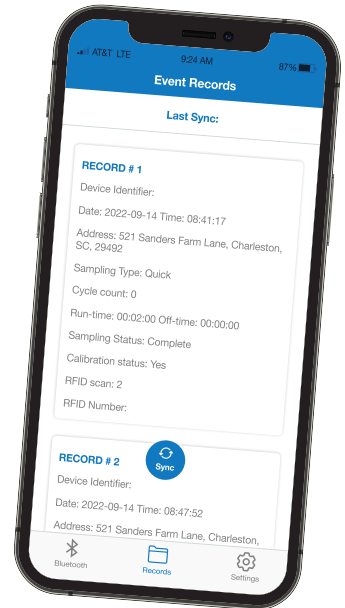 AT&T LTE 9:24 AM 87%
Event Records
Last Sync:
RECORD # 1
Device Identifier:
Date: 2022-09-14 Time: 08:41:17
Address: 521 Sanders Farm Lane, Charleston,
SC, 29492
Sampling Type: Quick
Cycle count: 0
Run-time: 00:02:00 Off-time: 00:00:00
Sampling Status: Complete
Calibration status: Yes
RFID scan: 2
RFID Number:
RECORD # 2
Sync
Device Identifier:
Date: 2022-09-14 Time: 08:47:52
Address: 521 Sanders Farm Lane, Charleston,
Bluetooth Records Settings